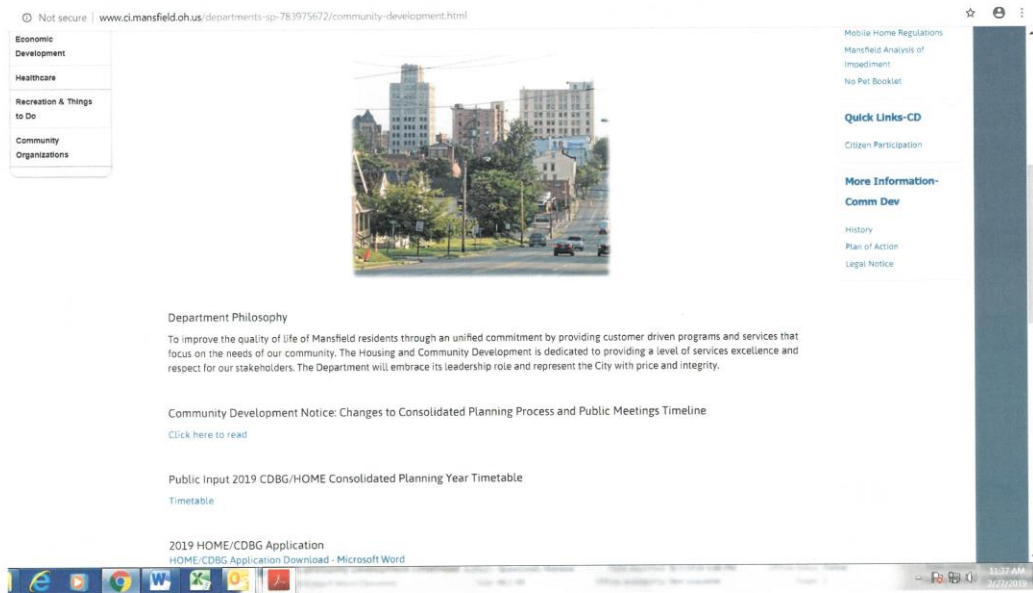 Not secure | www.ci.mansfield.oh.us/departments-sp-783975672/community-development.html
Economic
Development
Healthcare
Recreation & Things
to Do
Community
Organizations
Mobile Home Regulations
Mansfield Analysis of
Impediment
No Pet Booklet
Quick Links-CD
Citizen Participation
More Information-
Comm Dev
History
Plan of Action
Legal Notice
Department Philosophy
To improve the quality of life of Mansfield residents through an unified commitment by providing customer driven programs and services that
focus on the needs of our community. The Housing and Community Development is dedicated to providing a level of services excellence and
respect for our stakeholders. The Department will embrace its leadership role and represent the City with price and integrity.
Community Development Notice: Changes to Consolidated Planning Process and Public Meetings Timeline
Click here to read
Public Input 2019 CDBG/HOME Consolidated Planning Year Timetable
Timetable
2019 HOME/CDBG Application
HOME/CDBG Application Download - Microsoft Word
11:37 AM
2/27/2019